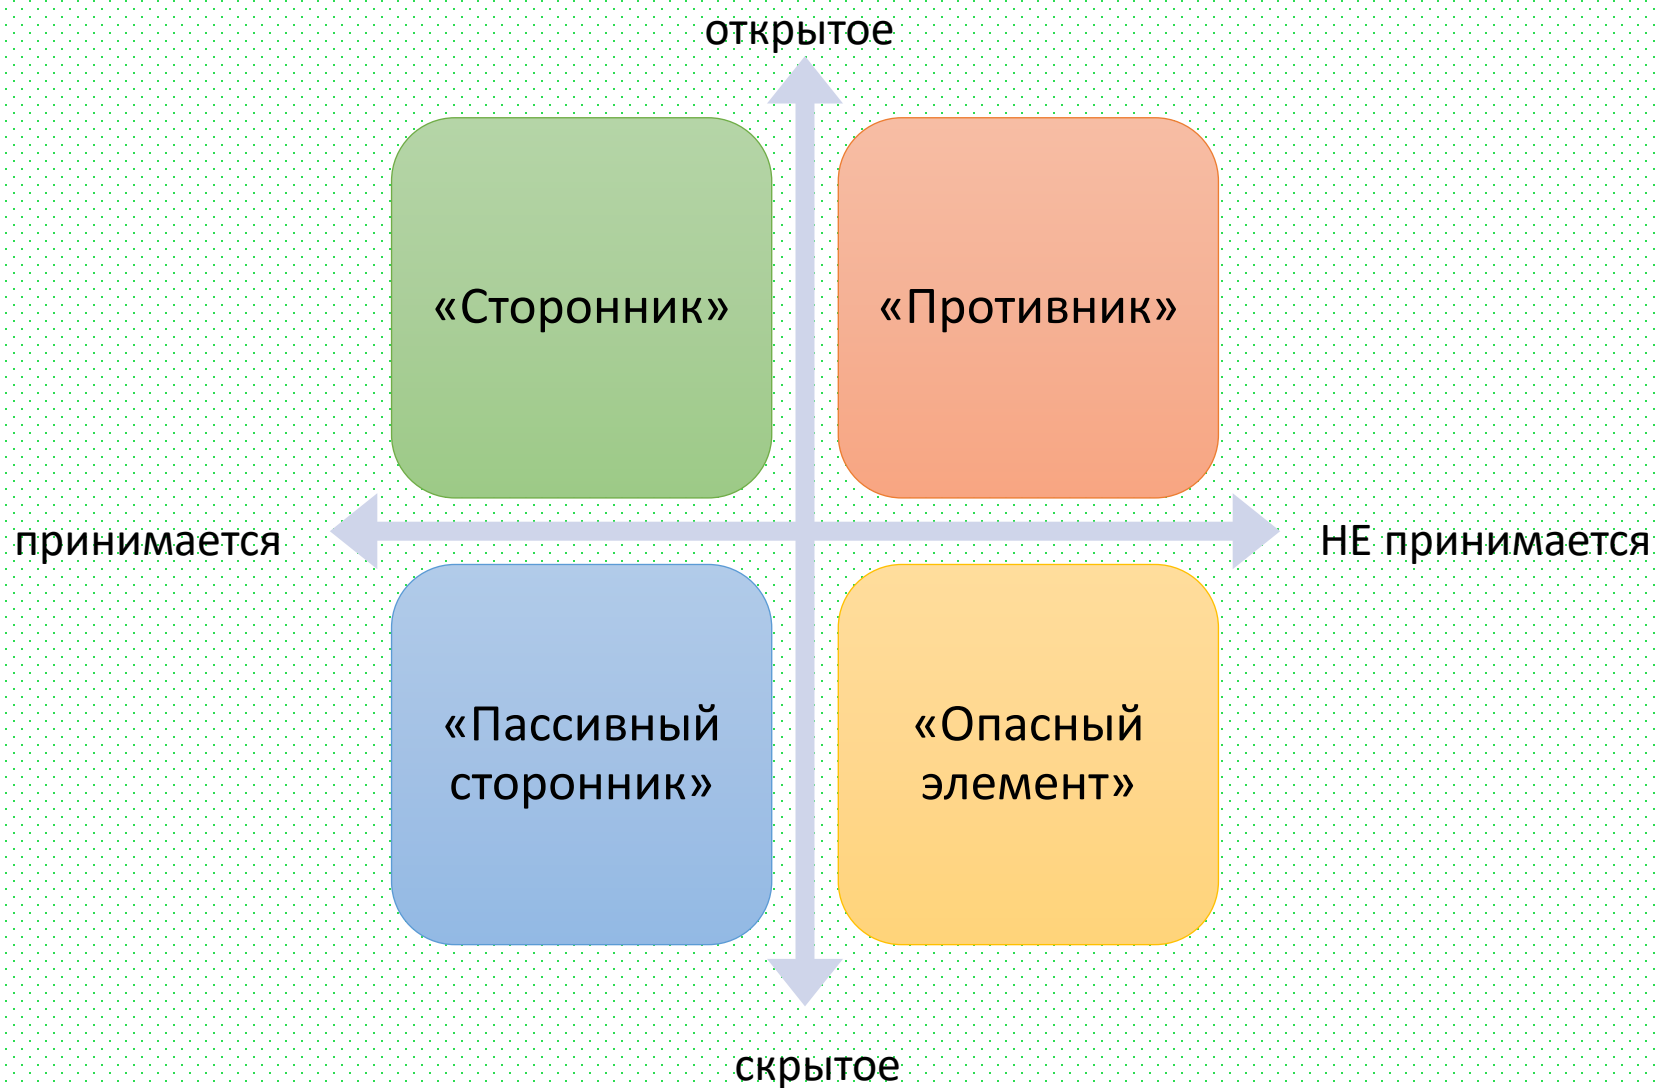 открытое
«Сторонник»
«Противник»
принимается
НЕ принимается
«Пассивный
сторонник»
«Опасный
элемент»
скрытое